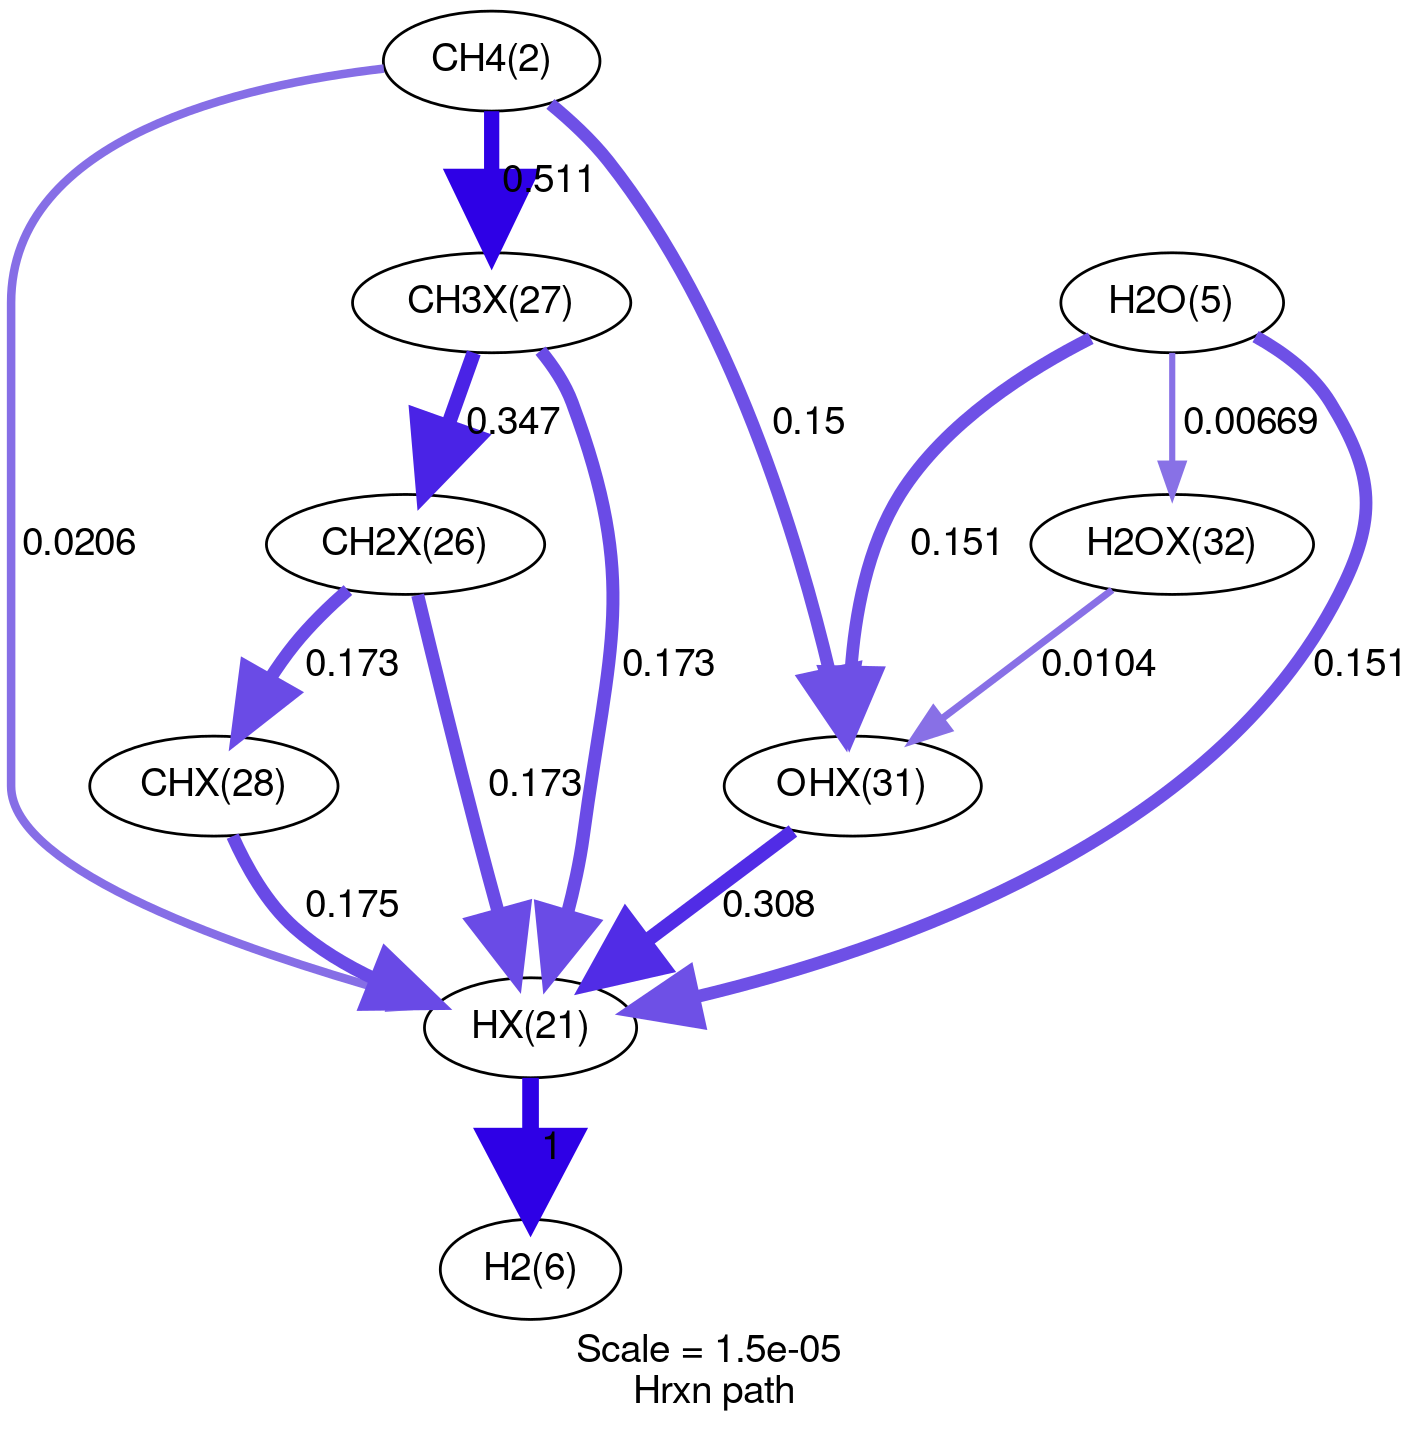 CH4(2)
0.511
CH3X(27)
H2O(5)
0.347
0.15
0.00669
0.0206
CH2X(26)
0.151
H2OX(32)
0.173
0.173
0.0104
0.151
CHX(28)
0.173
OHX(31)
0.175
0.308
HX(21)
1
H2(6)
Scale = 1.5e-05
Hrxn path